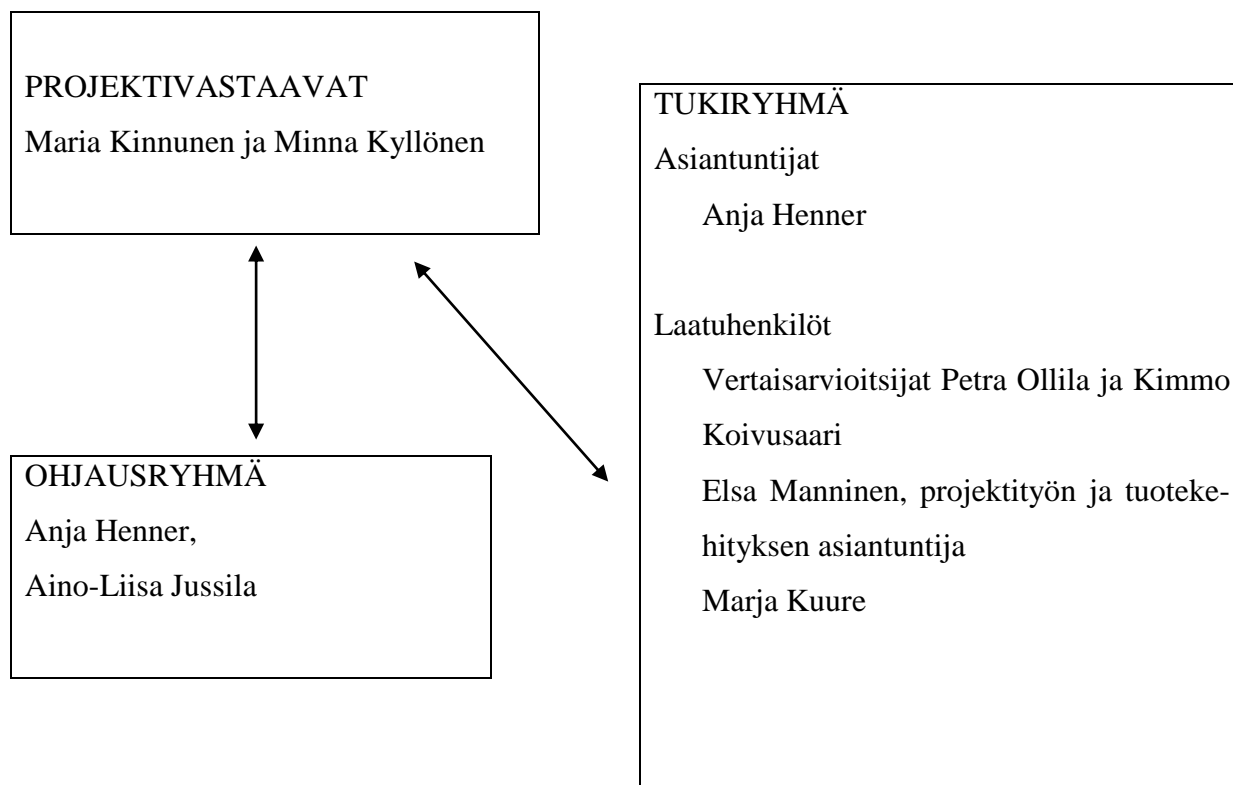 PROJEKTIVASTAAVAT
Maria Kinnunen ja Minna Kyllönen
OHJAUSRYHMÄ
Anja Henner,
Aino-Liisa Jussila
TUKIRYHMÄ
Asiantuntijat
Anja Henner
Laatuhenkilöt
Vertaisarvioitsijat Petra Ollila ja Kimmo
Koivusaari
Elsa Manninen, projektityön ja tuoteke-
hityksen asiantuntija
Marja Kuure